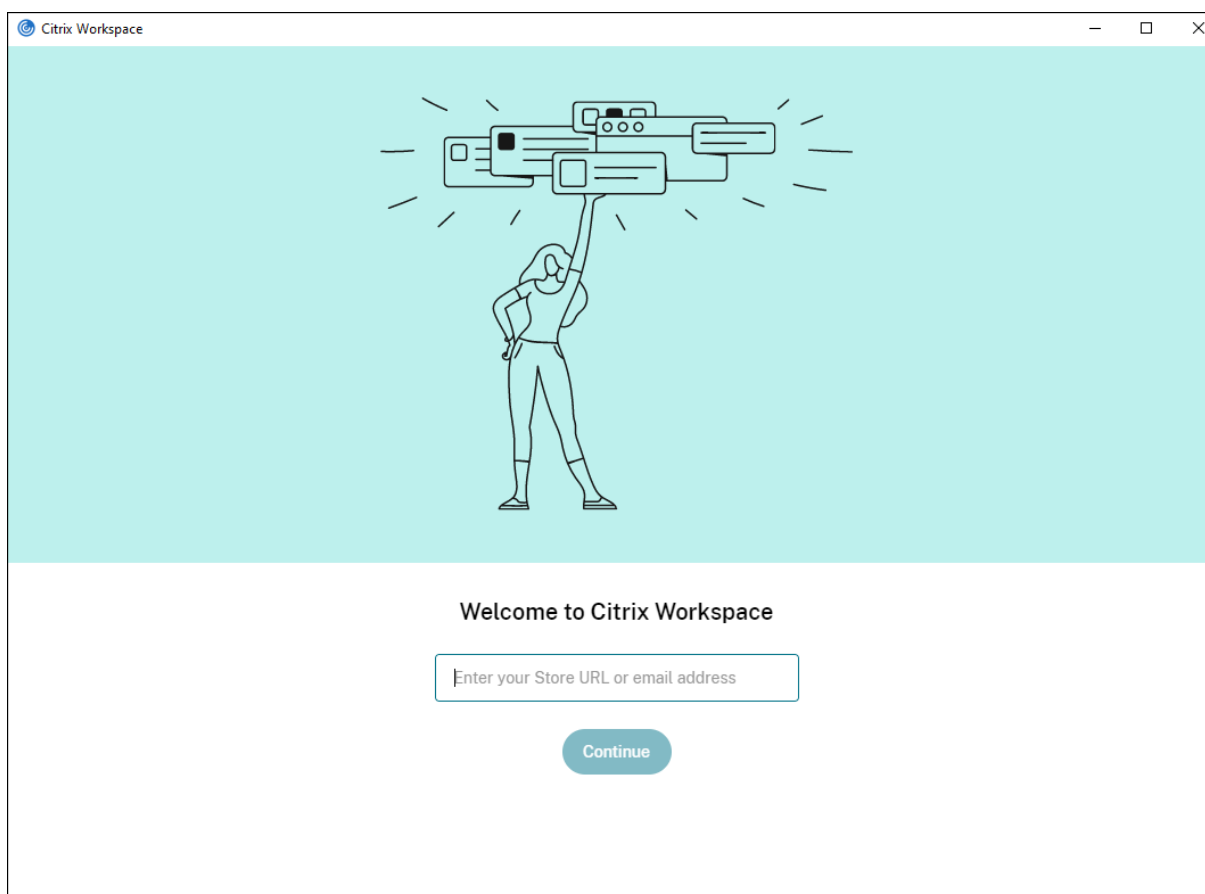 Citrix Workspace
Welcome to Citrix Workspace
Enter your Store URL or email address
Continue